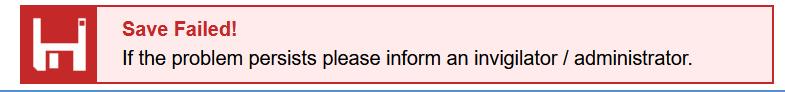 Save Failed!
If the problem persists please inform an invigilator / administrator.